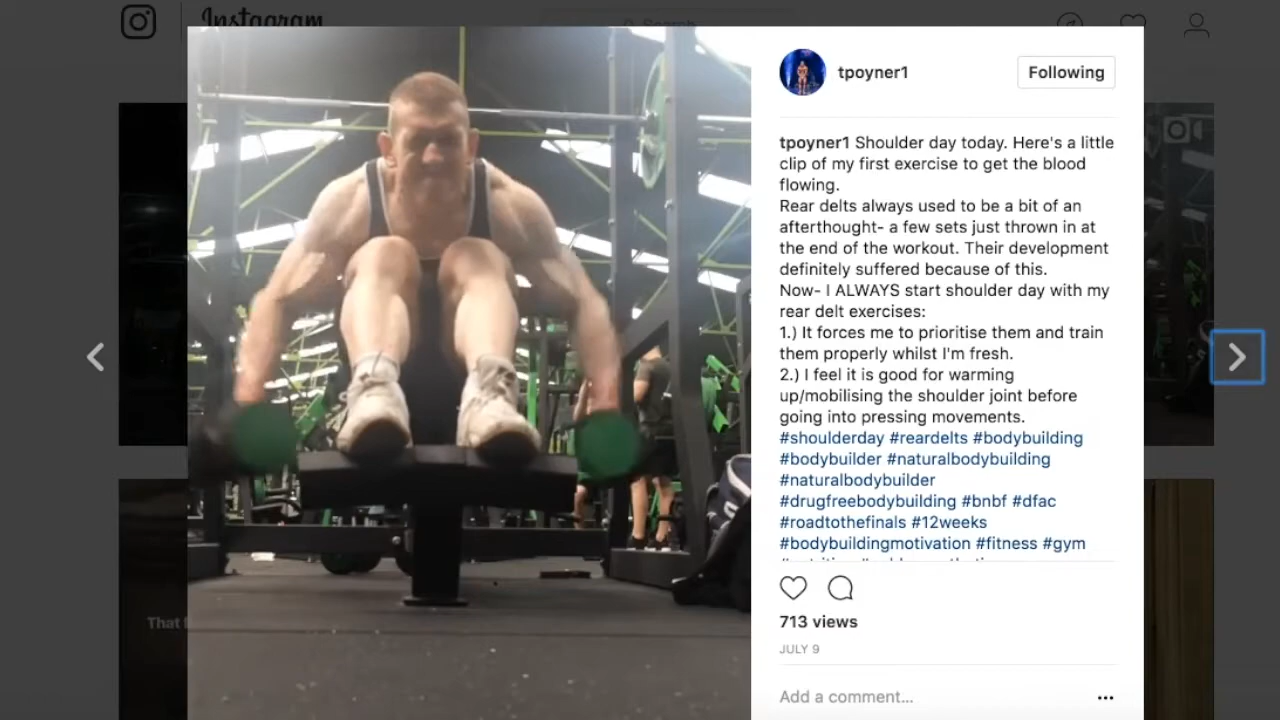 Instagram
Search
tpoyner1
Following
tpoyner1 Shoulder day today. Here's a little
clip of my first exercise to get the blood
flowing.
Rear delts always used to be a bit of an
afterthought- a few sets just thrown in at
the end of the workout. Their development
definitely suffered because of this.
Now- I ALWAYS start shoulder day with my
rear delt exercises:
1.) It forces me to prioritise them and train
them properly whilst I'm fresh.
2.) I feel it is good for warming
up/mobilising the shoulder joint before
going into pressing movements.
#shoulderday #reardelts #bodybuilding
#bodybuilder #naturalbodybuilding
#naturalbodybuilder
#drugfreebodybuilding #bnbf #dfac
#roadtothefinals #12weeks
#bodybuildingmotivation #fitness #gym
713 views
JULY 9
Add a comment...
That